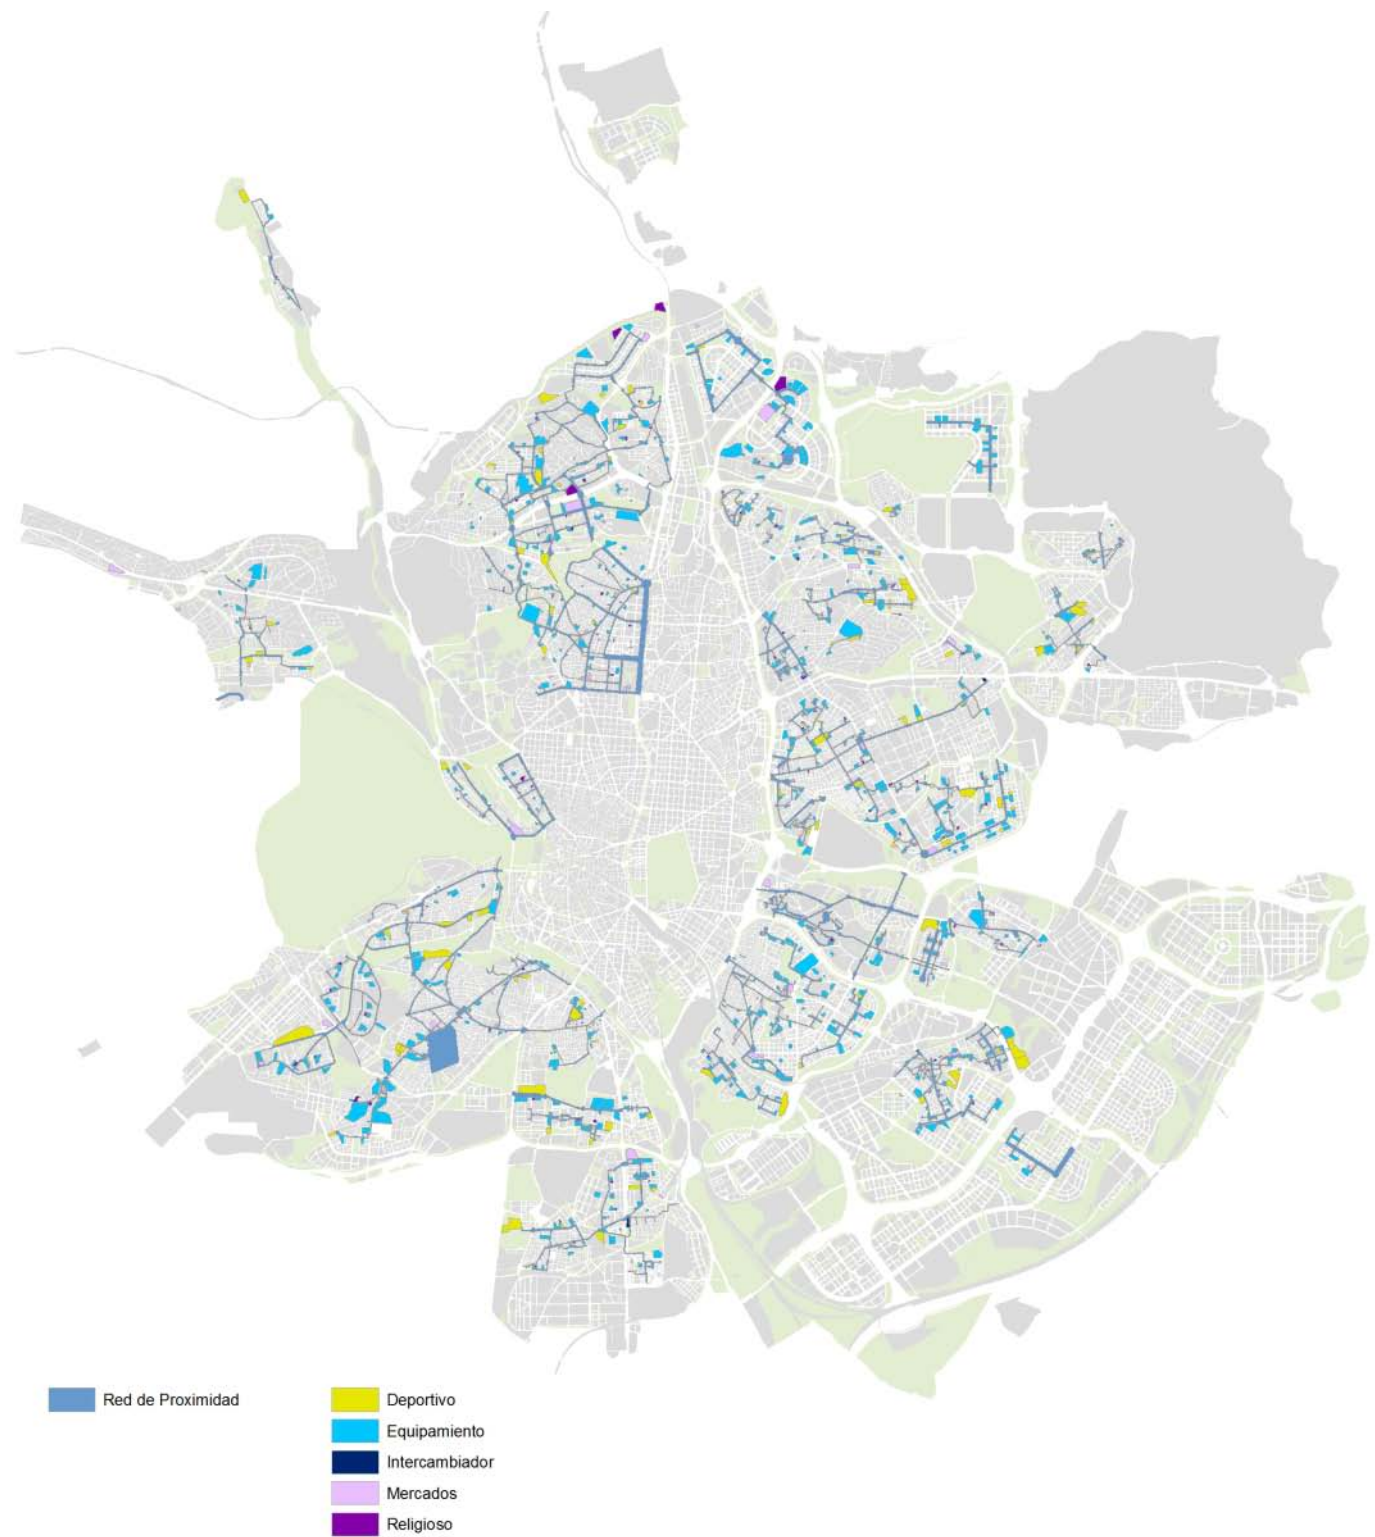 Red de Proximidad
Deportivo
Equipamiento
Intercambiador
Mercados
Religioso